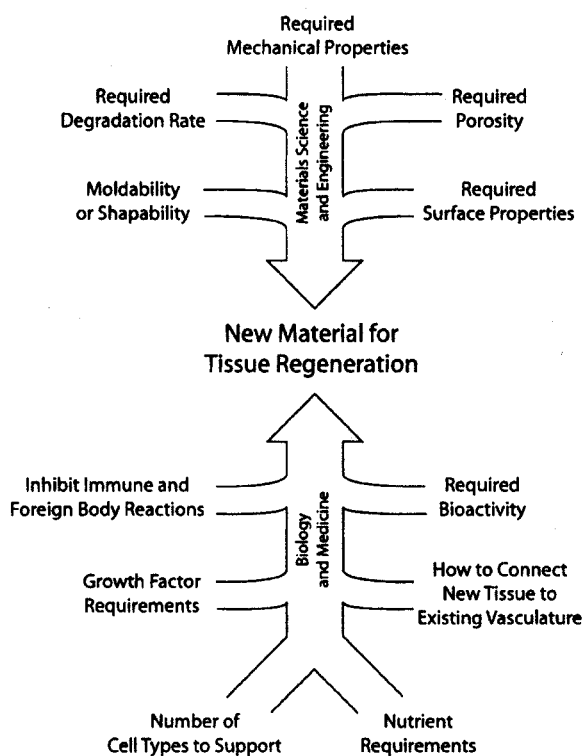 Required
Mechanical Properties
Required
Degradation Rate
Required
Porosity
Materials Science
and Engineering
Moldability
or Shapability
Required
Surface Properties
New Material for
Tissue Regeneration
Inhibit Immune and
Foreign Body Reactions
Required
Bioactivity
Biology
and Medicine
Growth Factor
Requirements
How to Connect
New Tissue to
Existing Vasculature
Number of
Cell Types to Support
Nutrient
Requirements